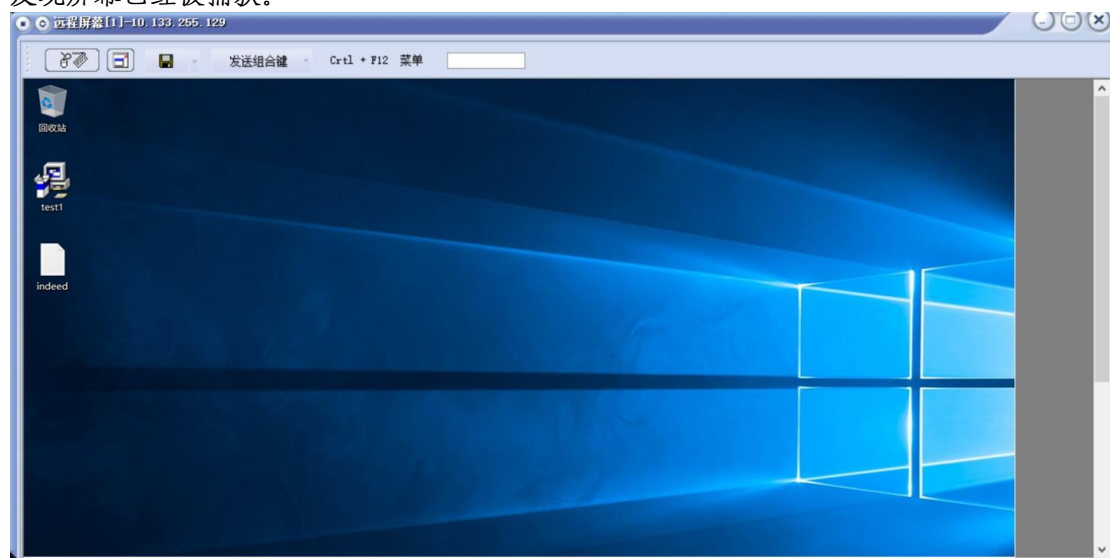 发现屏幕已经被捕获。
远程屏幕[1]-10.133.255.129
发送组合键 Crtl + F12 菜单
回收站
test1
indeed